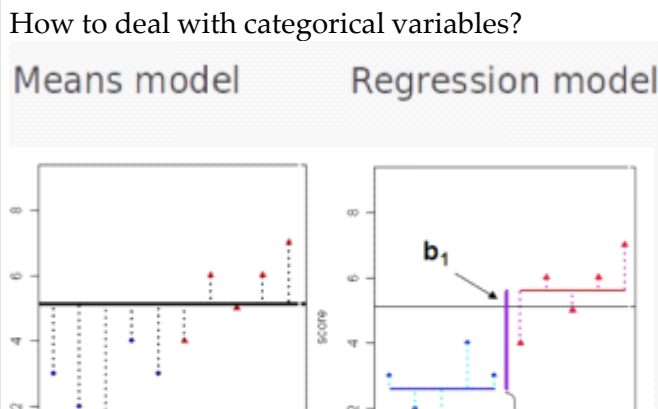 How to deal with categorical variables?
Means model
Regression model
8
6
4
2
score
8
6
4
2
b₁